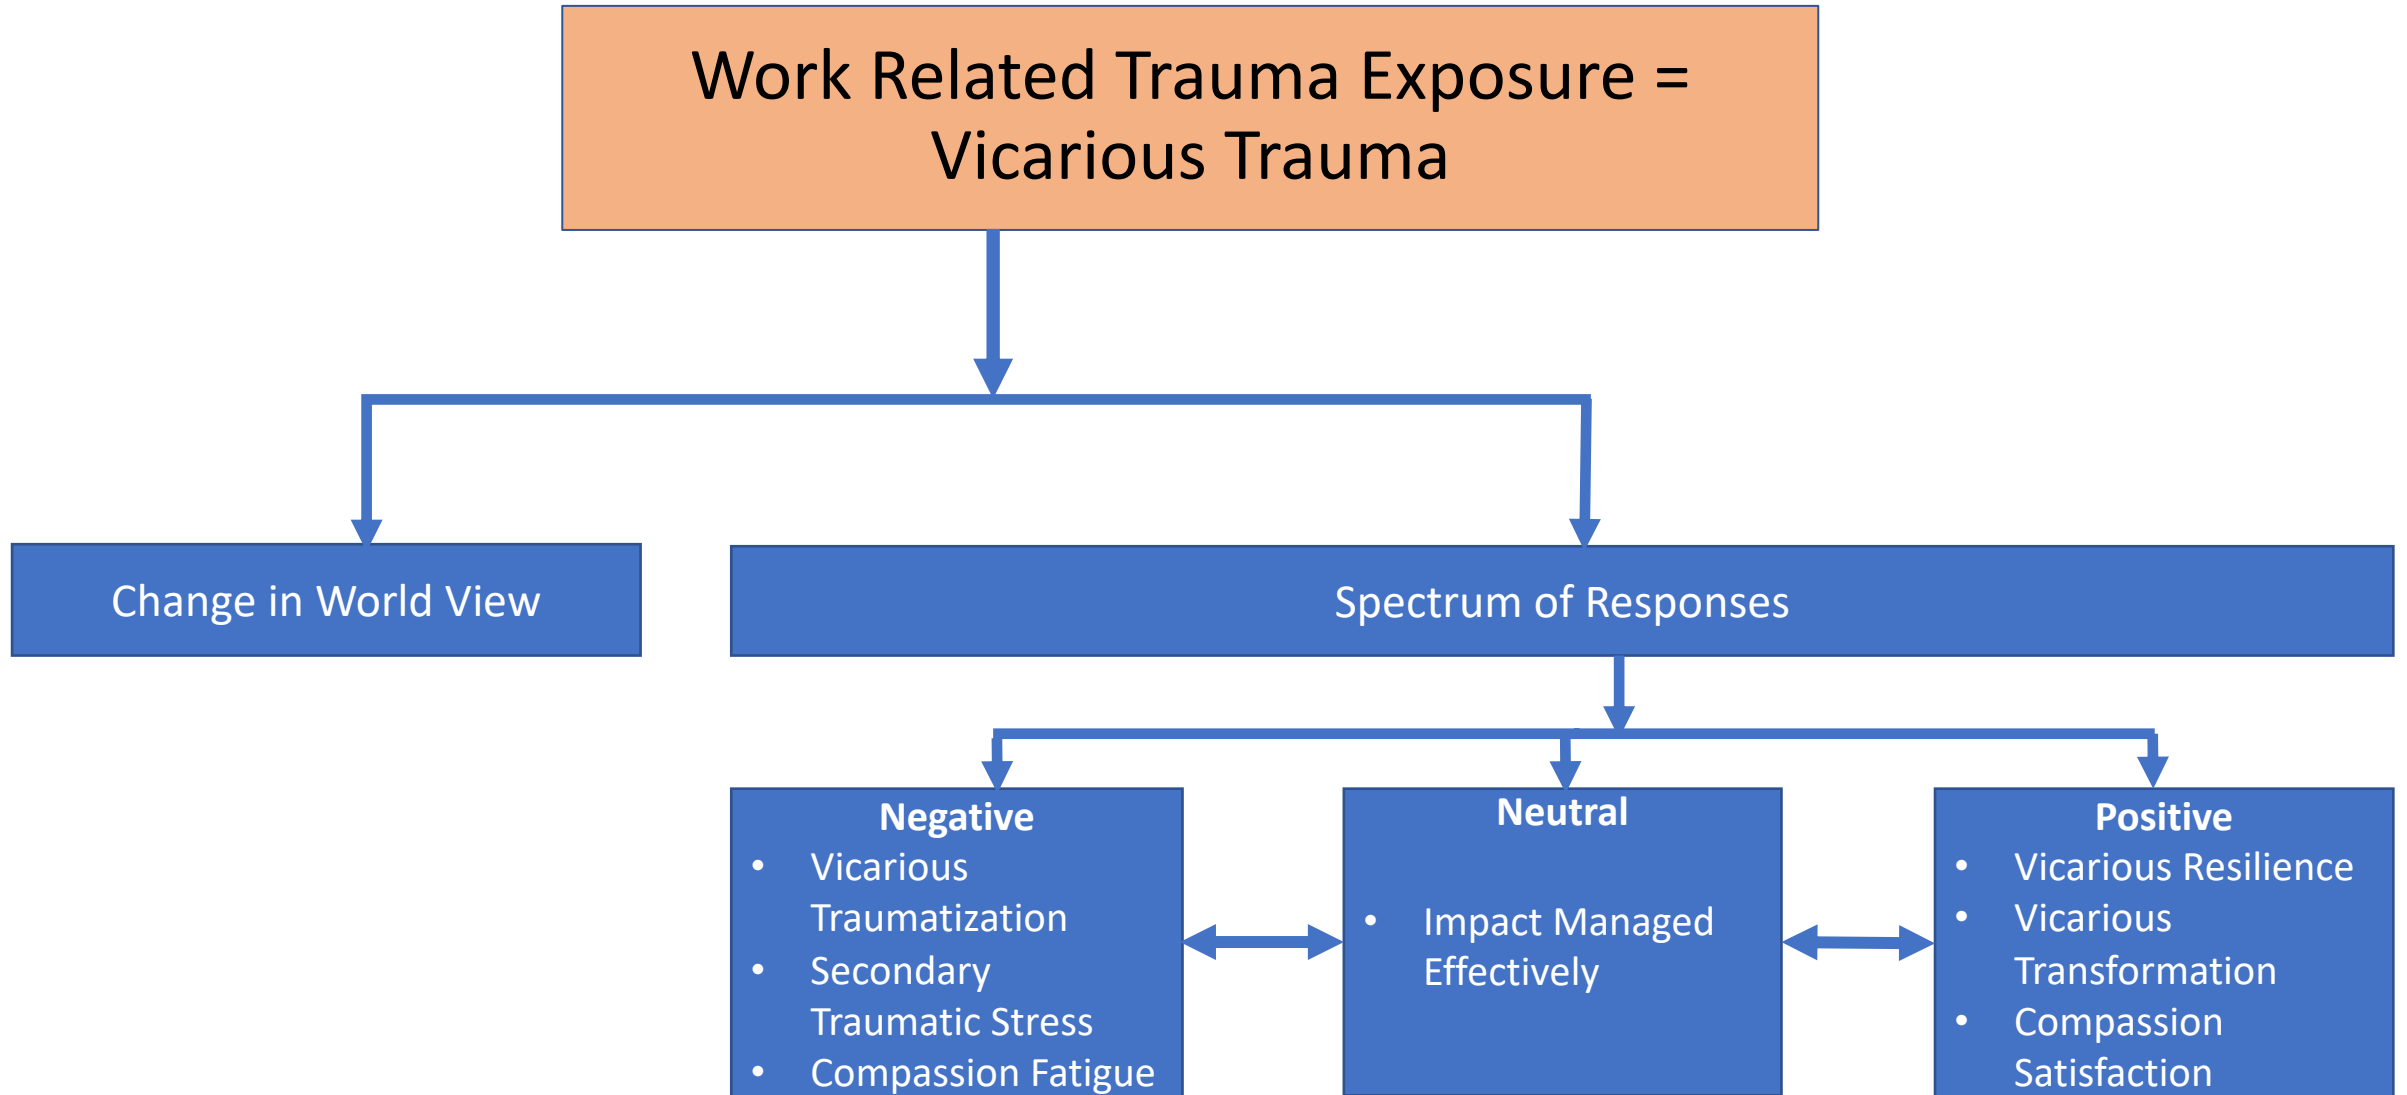 Work Related Trauma Exposure =
Vicarious Trauma
Change in World View
Spectrum of Responses
Negative
• Vicarious
Traumatization
• Secondary
Traumatic Stress
• Compassion Fatigue
Neutral
• Impact Managed
Effectively
Positive
• Vicarious Resilience
• Vicarious
Transformation
• Compassion
Satisfaction